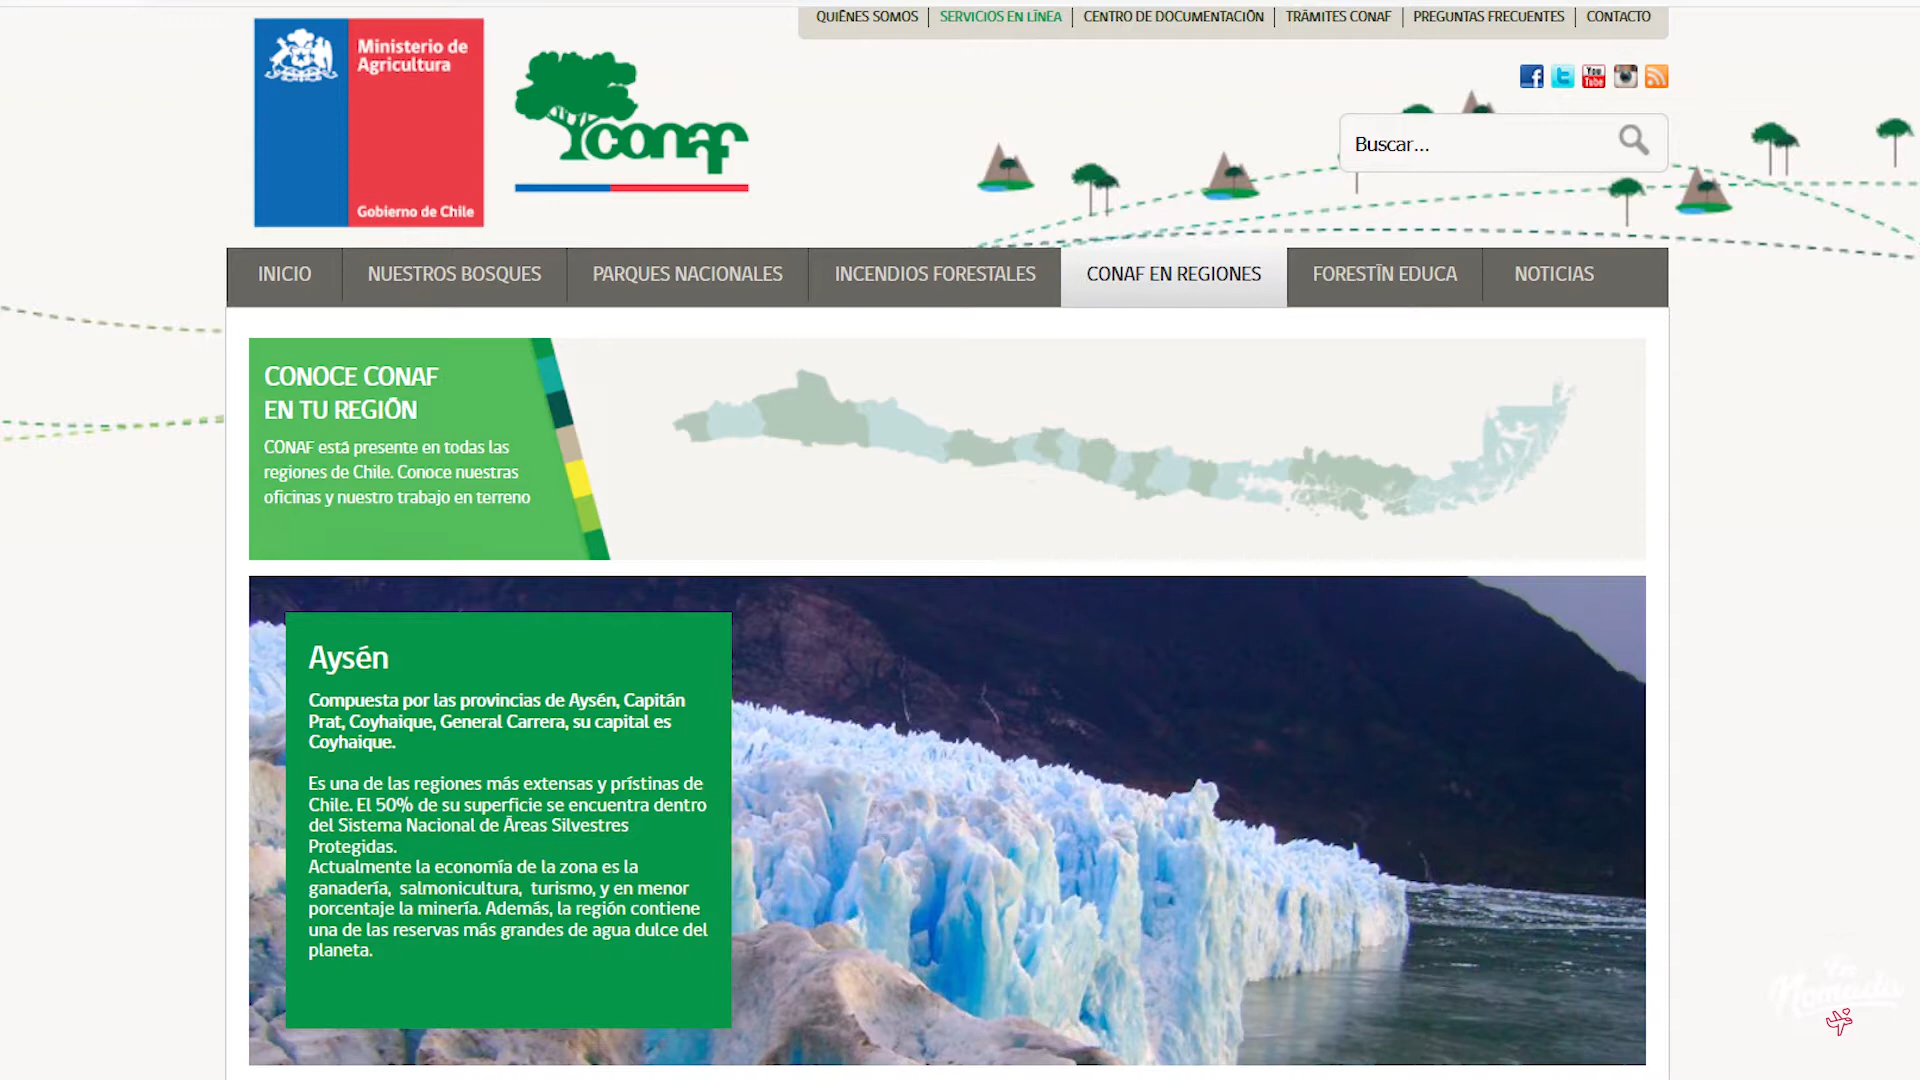 QUIÉNES SOMOS
SERVICIOS EN LÍNEA
CENTRO DE DOCUMENTACIÓN
TRÁMITES CONAF
PREGUNTAS FRECUENTES
CONTACTO
Ministerio de
Agricultura
Gobierno de Chile
conaf
You
Tube
Buscar...
INICIO
NUESTROS BOSQUES
PARQUES NACIONALES
INCENDIOS FORESTALES
CONAF EN REGIONES
FORESTÍN EDUCA
NOTICIAS
CONOCE CONAF
EN TU REGIÓN
CONAF está presente en todas las
regiones de Chile. Conoce nuestras
oficinas y nuestro trabajo en terreno
Aysén
Compuesta por las provincias de Aysén, Capitán
Prat, Coyhaique, General Carrera, su capital es
Coyhaique.
Es una de las regiones más extensas y prístinas de
Chile. El 50% de su superficie se encuentra dentro
del Sistema Nacional de Áreas Silvestres
Protegidas.
Actualmente la economía de la zona es la
ganadería, salmonicultura, turismo, y en menor
porcentaje la minería. Además, la región contiene
una de las reservas más grandes de agua dulce del
planeta.
Nomada